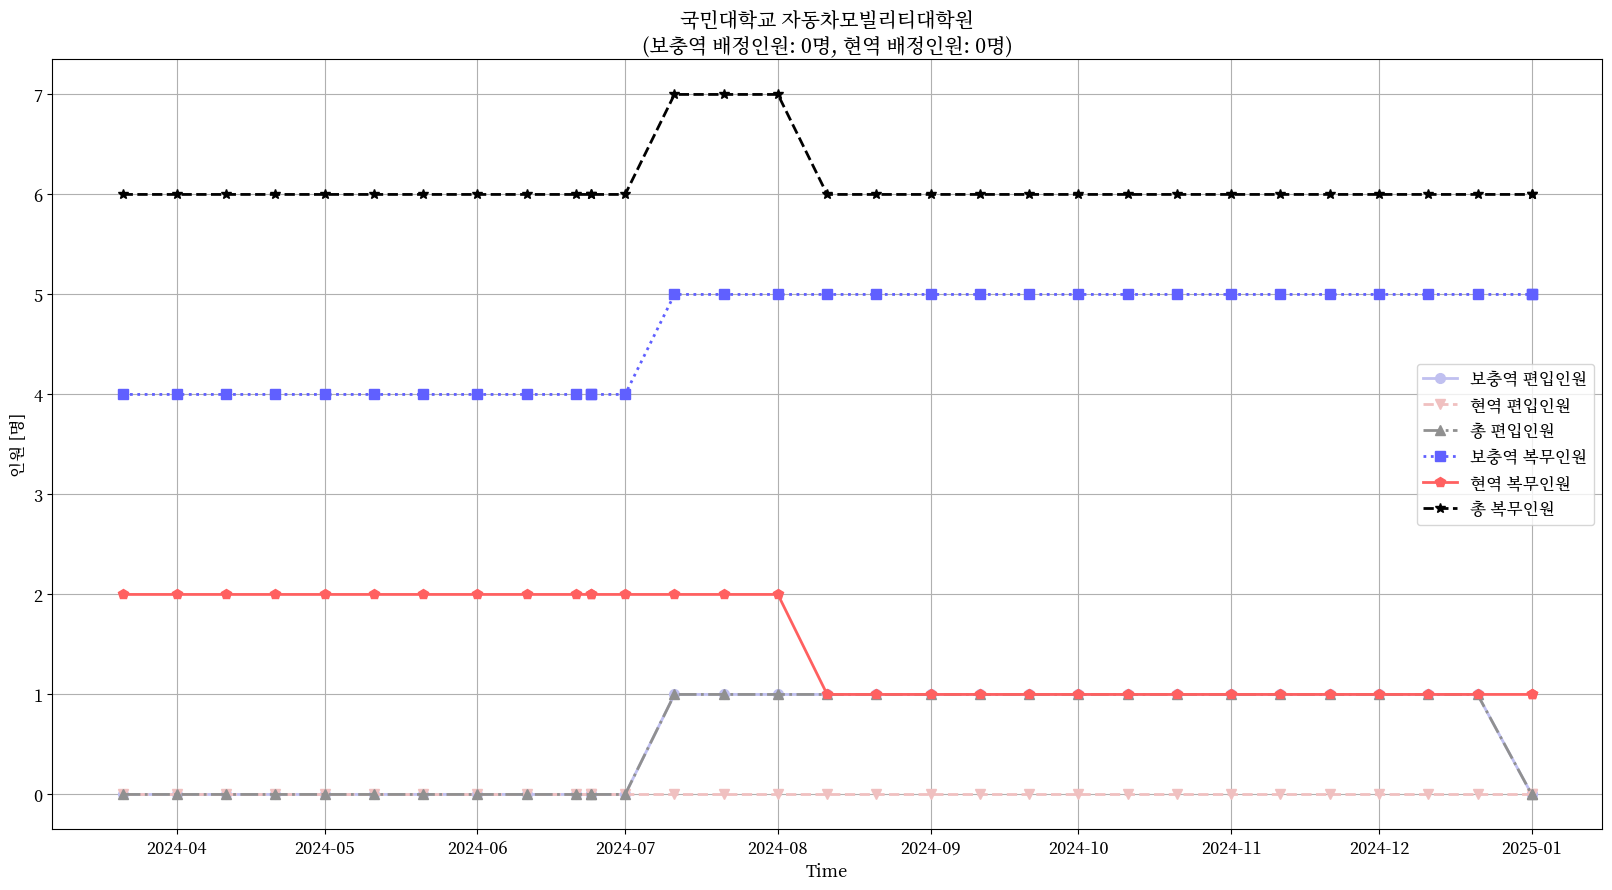 국민대학교 자동차모빌리티대학원
(보충역 배정인원: 0명, 현역 배정인원: 0명)
인원 [명]
7
6
5
4
3
2
1
0
보충역 편입인원
현역 편입인원
총 편입인원
보충역 복무인원
현역 복무인원
총 복무인원
2024-04
2024-05
2024-06
2024-07
2024-08
2024-09
2024-10
2024-11
2024-12
2025-01
Time